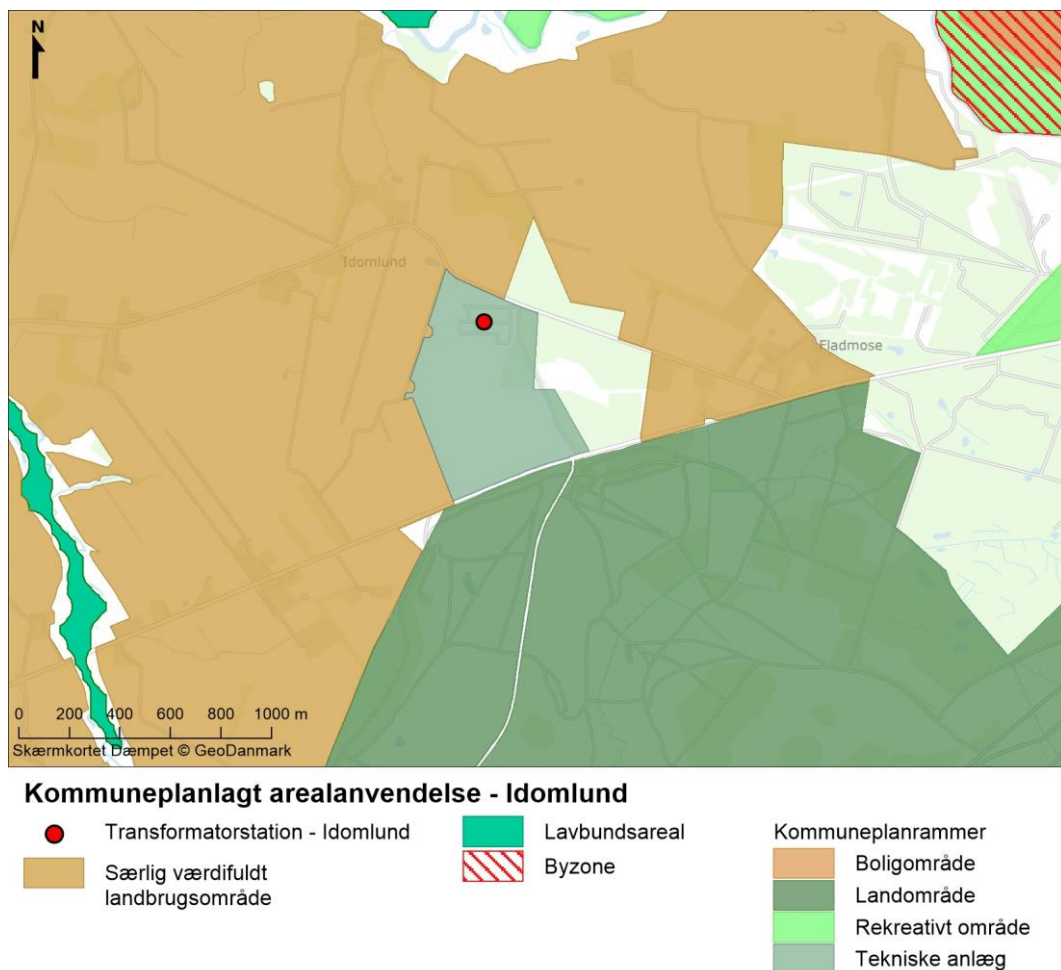 N
Idomlund
Fladmose
0 200 400 600 800 1000 m
Skærmkortet Dæmpet © GeoDanmark
Kommuneplanlagt arealanvendelse - Idomlund
Transformatorstation - Idomlund
Særlig værdifuldt
landbrugsområde
Lavbundsareal
Byzone
Kommuneplanrammer
Boligområde
Landområde
Rekreativt område
Tekniske anlæg